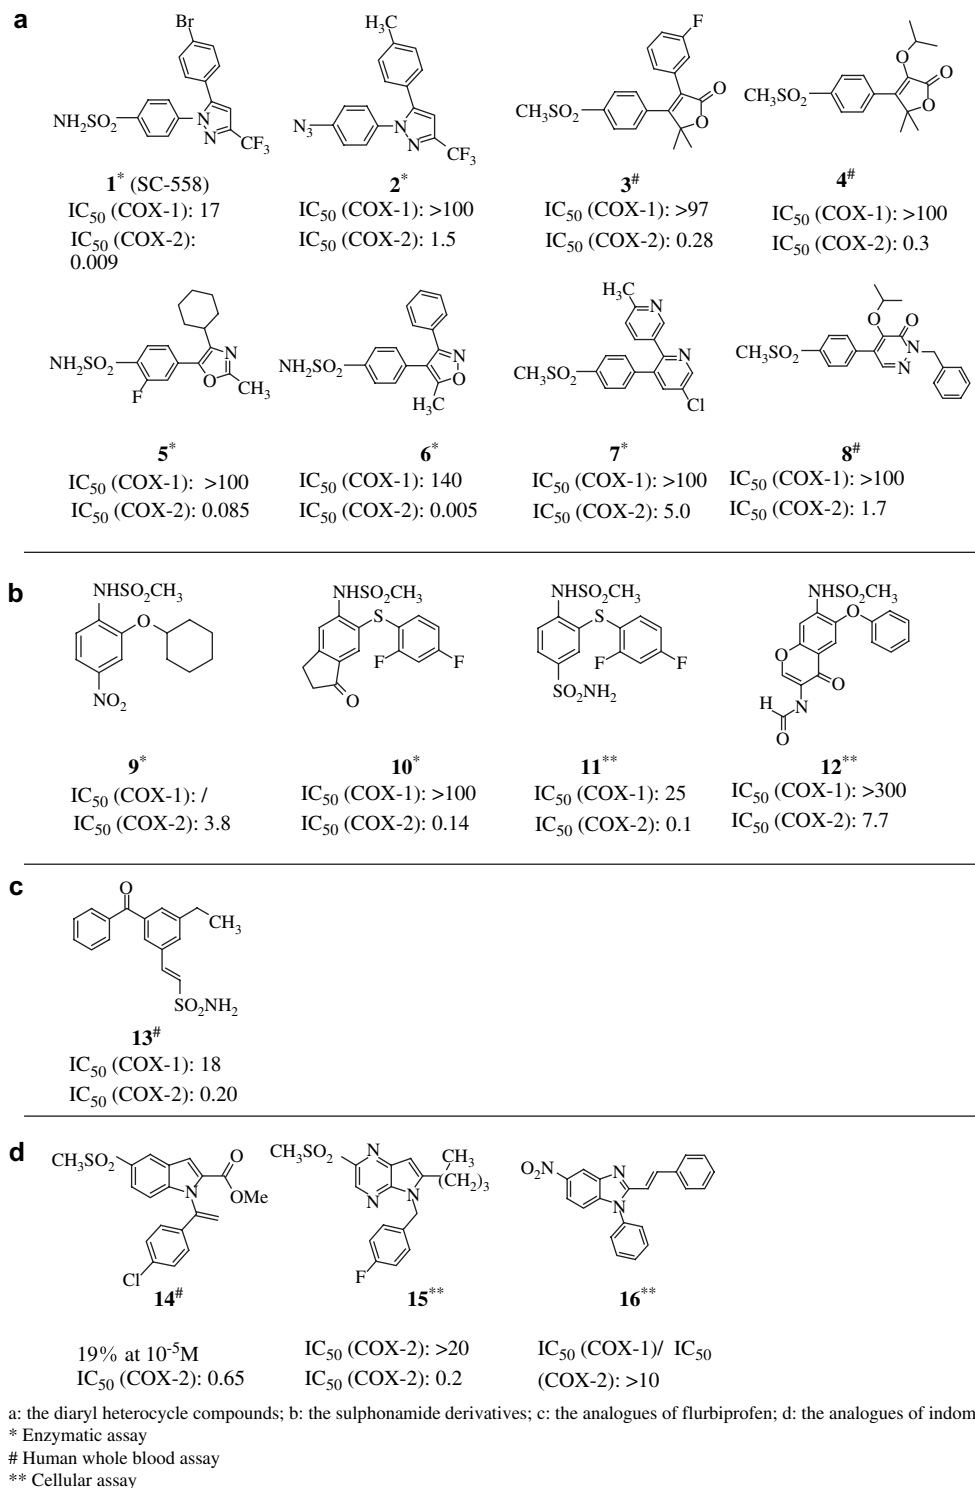 a
Br
NH2SO2
N
N
CF3
1* (SC-558)
IC50 (COX-1): 17
IC50 (COX-2):
0.009
H3C
N3
N
N
CF3
2*
IC50 (COX-1): >100
IC50 (COX-2): 1.5
F
CH3SO2
O
O
3#
IC50 (COX-1): >97
IC50 (COX-2): 0.28
O
O
O
CH3SO2
4#
IC50 (COX-1): >100
IC50 (COX-2): 0.3
NH2SO2
F
N
O
CH3
5*
IC50 (COX-1): >100
IC50 (COX-2): 0.085
NH2SO2
N
O
H3C
6*
IC50 (COX-1): 140
IC50 (COX-2): 0.005
H3C
N
N
CH3SO2
Cl
7*
IC50 (COX-1): >100
IC50 (COX-2): 5.0
O
O
CH3SO2
N
N
8#
IC50 (COX-1): >100
IC50 (COX-2): 1.7
b
NHSO2CH3
O
NO2
9*
IC50 (COX-1): /
IC50 (COX-2): 3.8
NHSO2CH3
S
F
F
O
10*
IC50 (COX-1): >100
IC50 (COX-2): 0.14
NHSO2CH3
S
F
F
SO2NH2
11**
IC50 (COX-1): 25
IC50 (COX-2): 0.1
NHSO2CH3
O
O
O
H
N
O
12**
IC50 (COX-1): >300
IC50 (COX-2): 7.7
c
O
CH3
SO2NH2
13#
IC50 (COX-1): 18
IC50 (COX-2): 0.20
d
CH3SO2
O
OMe
N
Cl
14#
19% at 10-5M
IC50 (COX-2): 0.65
CH3SO2
N
N
N
CH3
(CH2)3
F
15**
IC50 (COX-2): >20
IC50 (COX-2): 0.2
NO2
N
N
16**
IC50 (COX-1)/ IC50
(COX-2): >10
a: the diaryl heterocycle compounds; b: the sulphonamide derivatives; c: the analogues of flurbiprofen; d: the analogues of indom
* Enzymatic assay
# Human whole blood assay
** Cellular assay